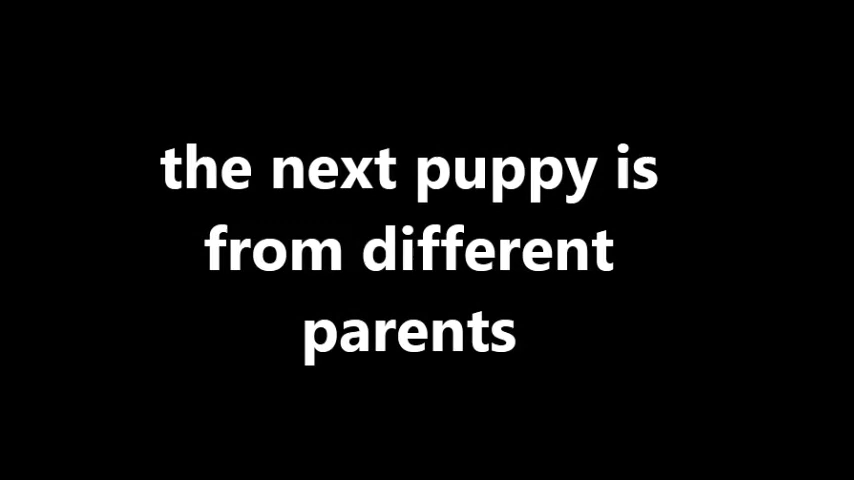 the next puppy is
from different
parents